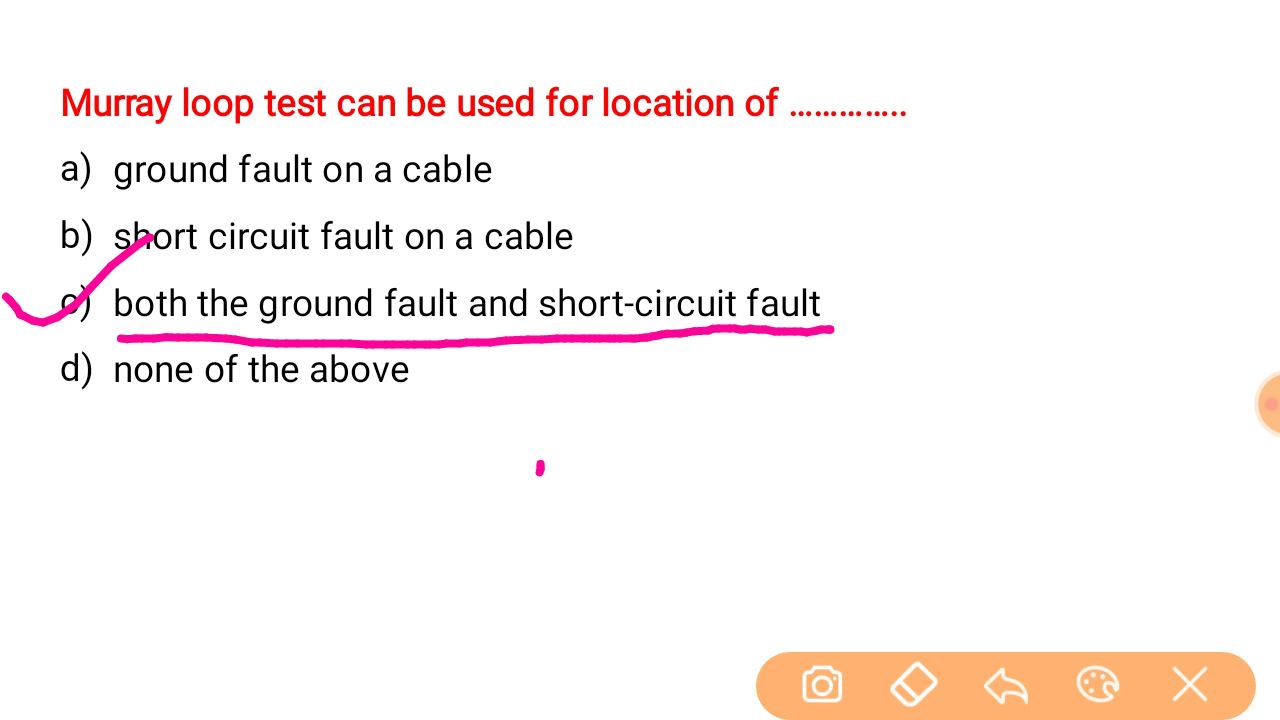 Murray loop test can be used for location of …………..
a) ground fault on a cable
b) short circuit fault on a cable
c) both the ground fault and short-circuit fault
d) none of the above